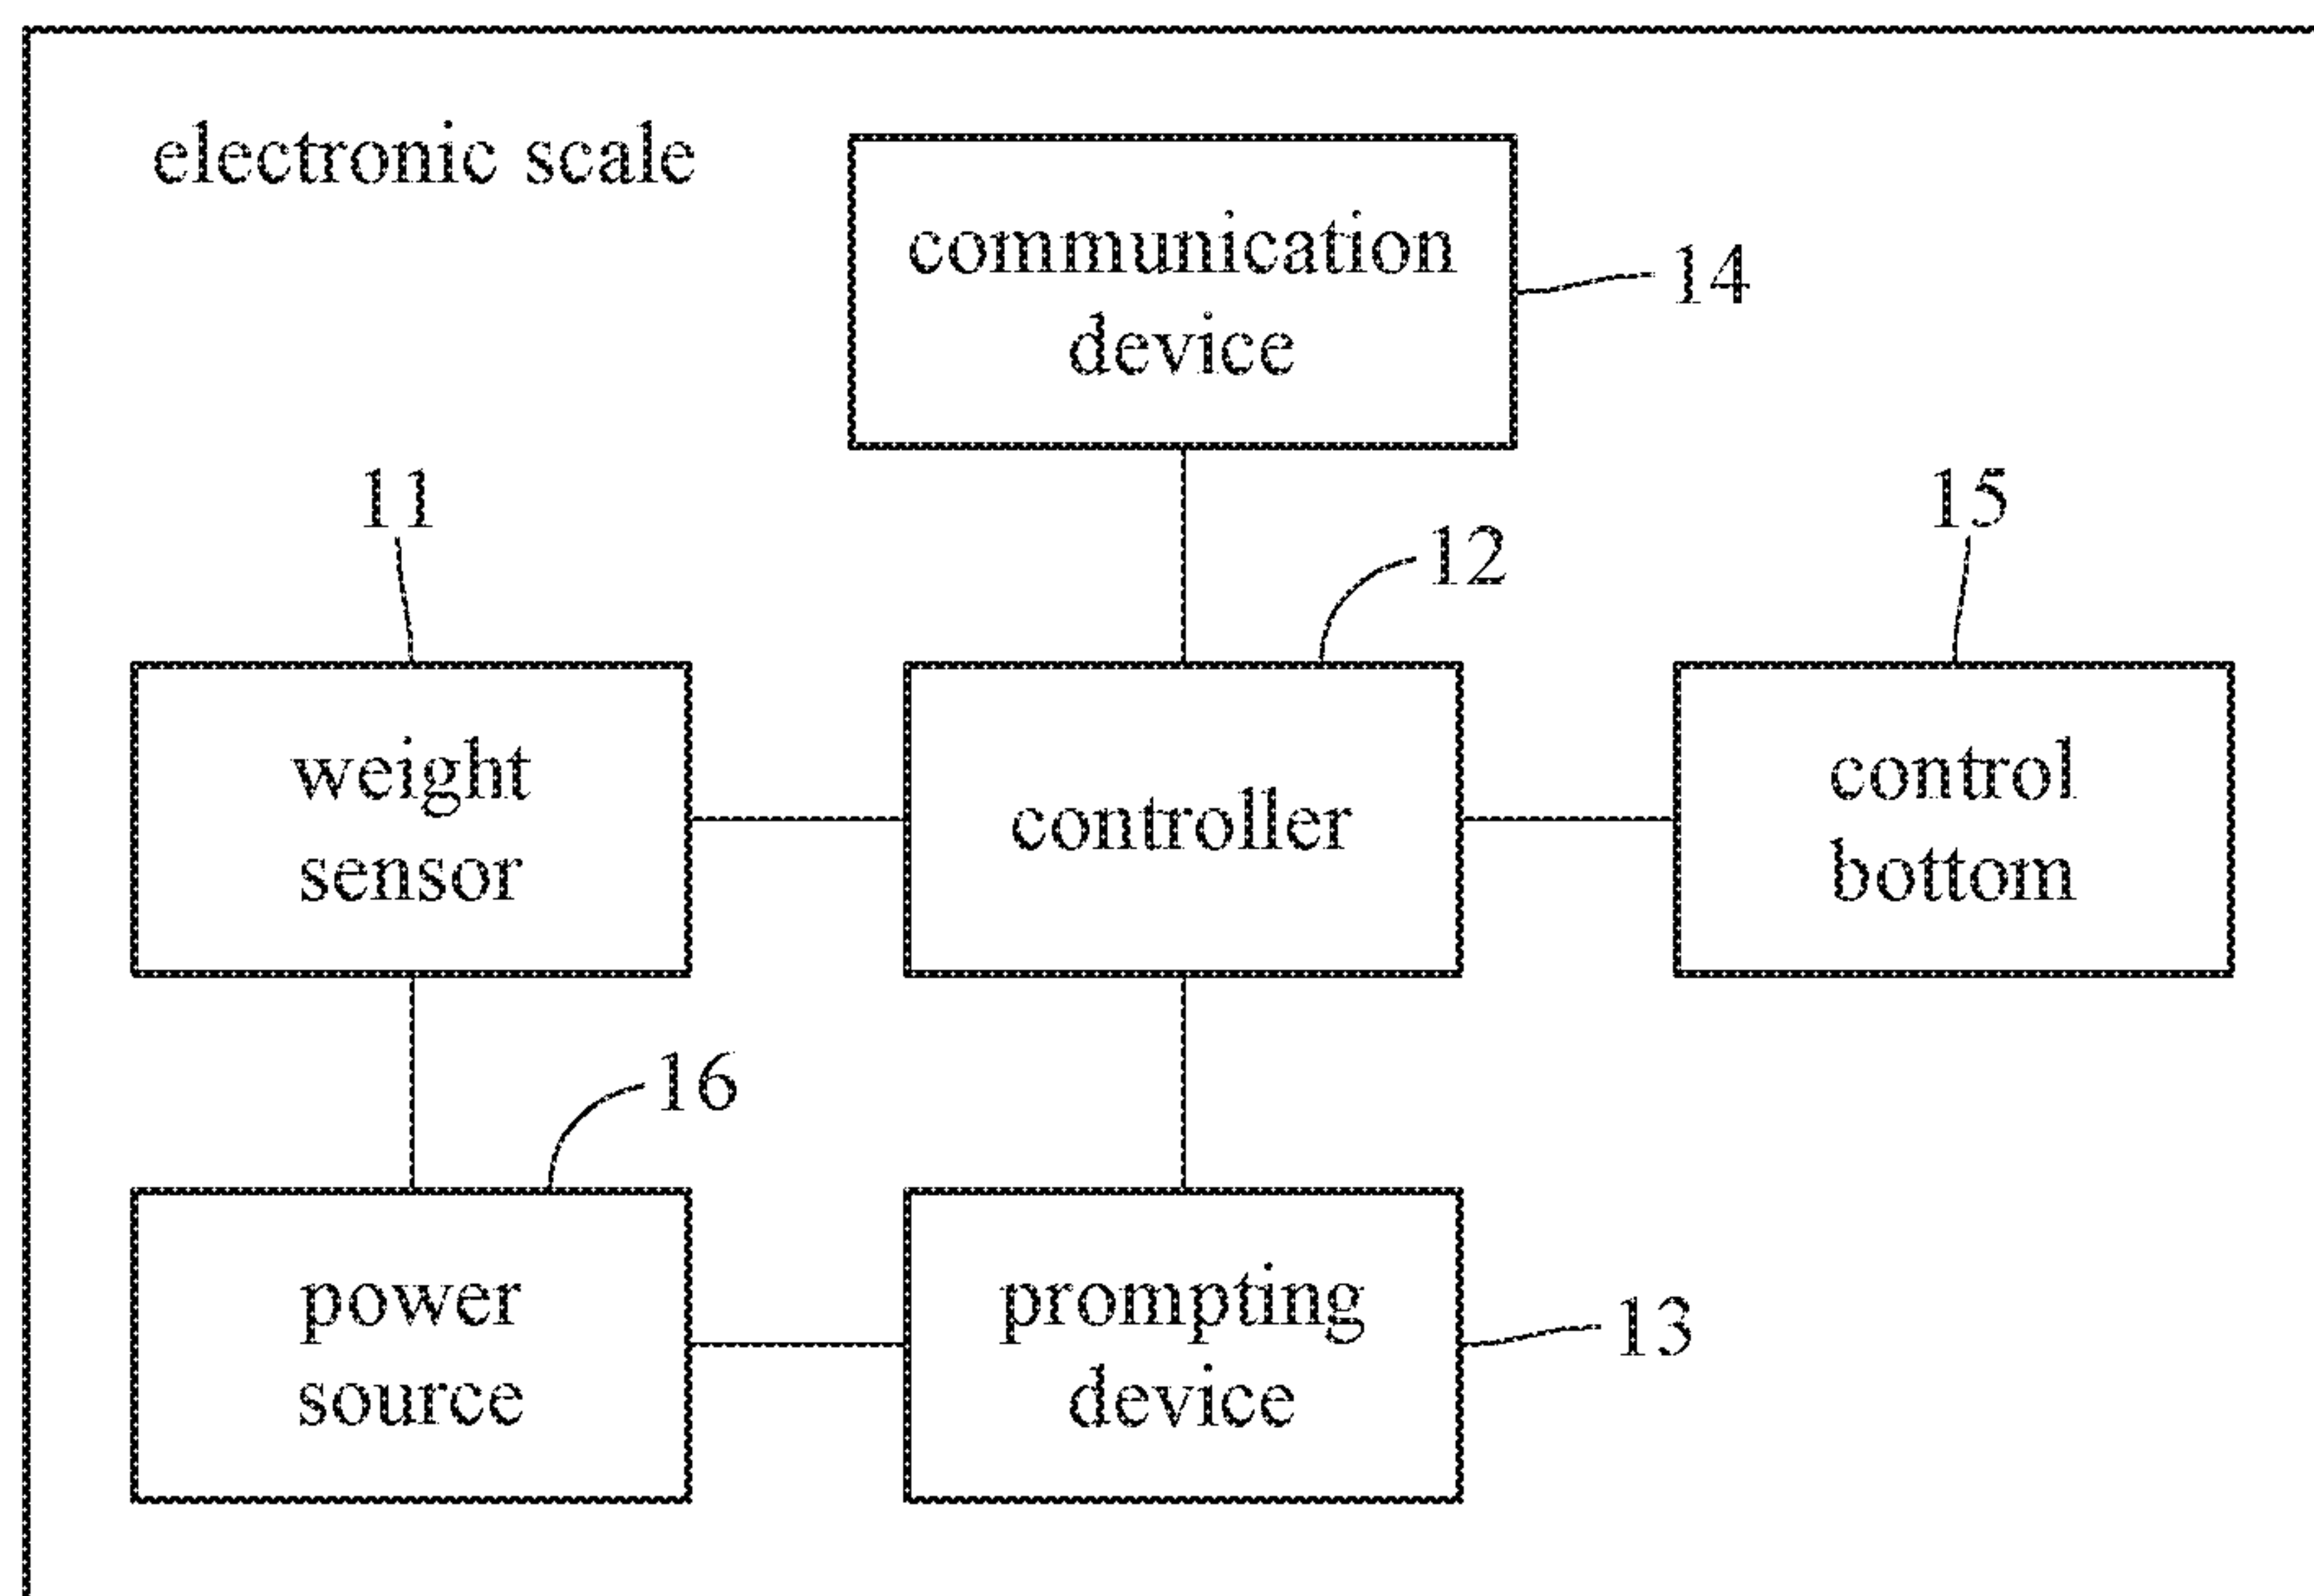 electronic scale
communication
device
14
11
12
15
weight
sensor
controller
control
bottom
16
power
source
prompting
device
13